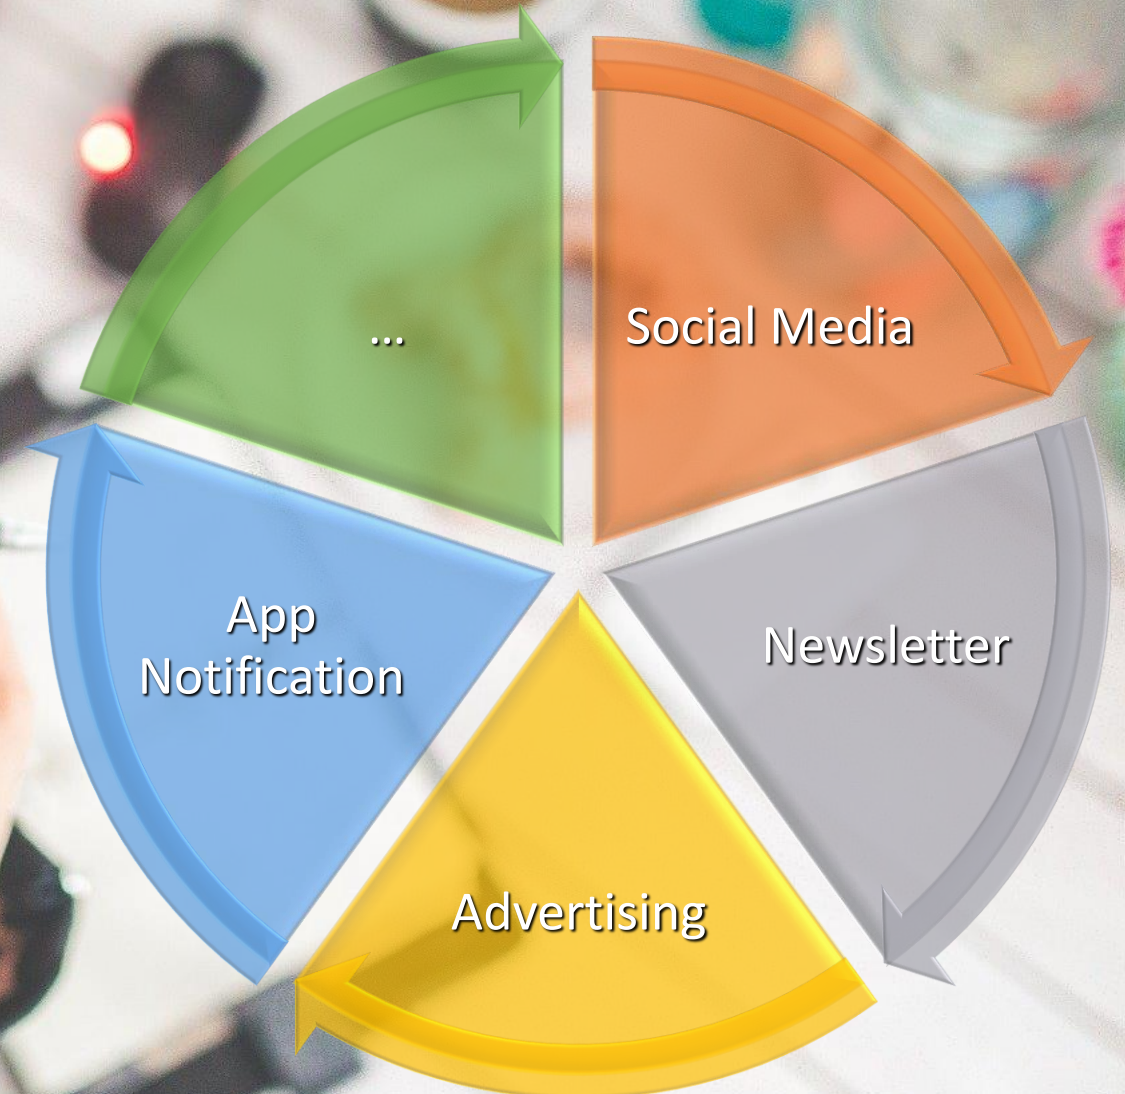 Social Media
Newsletter
Advertising
App
Notification
...